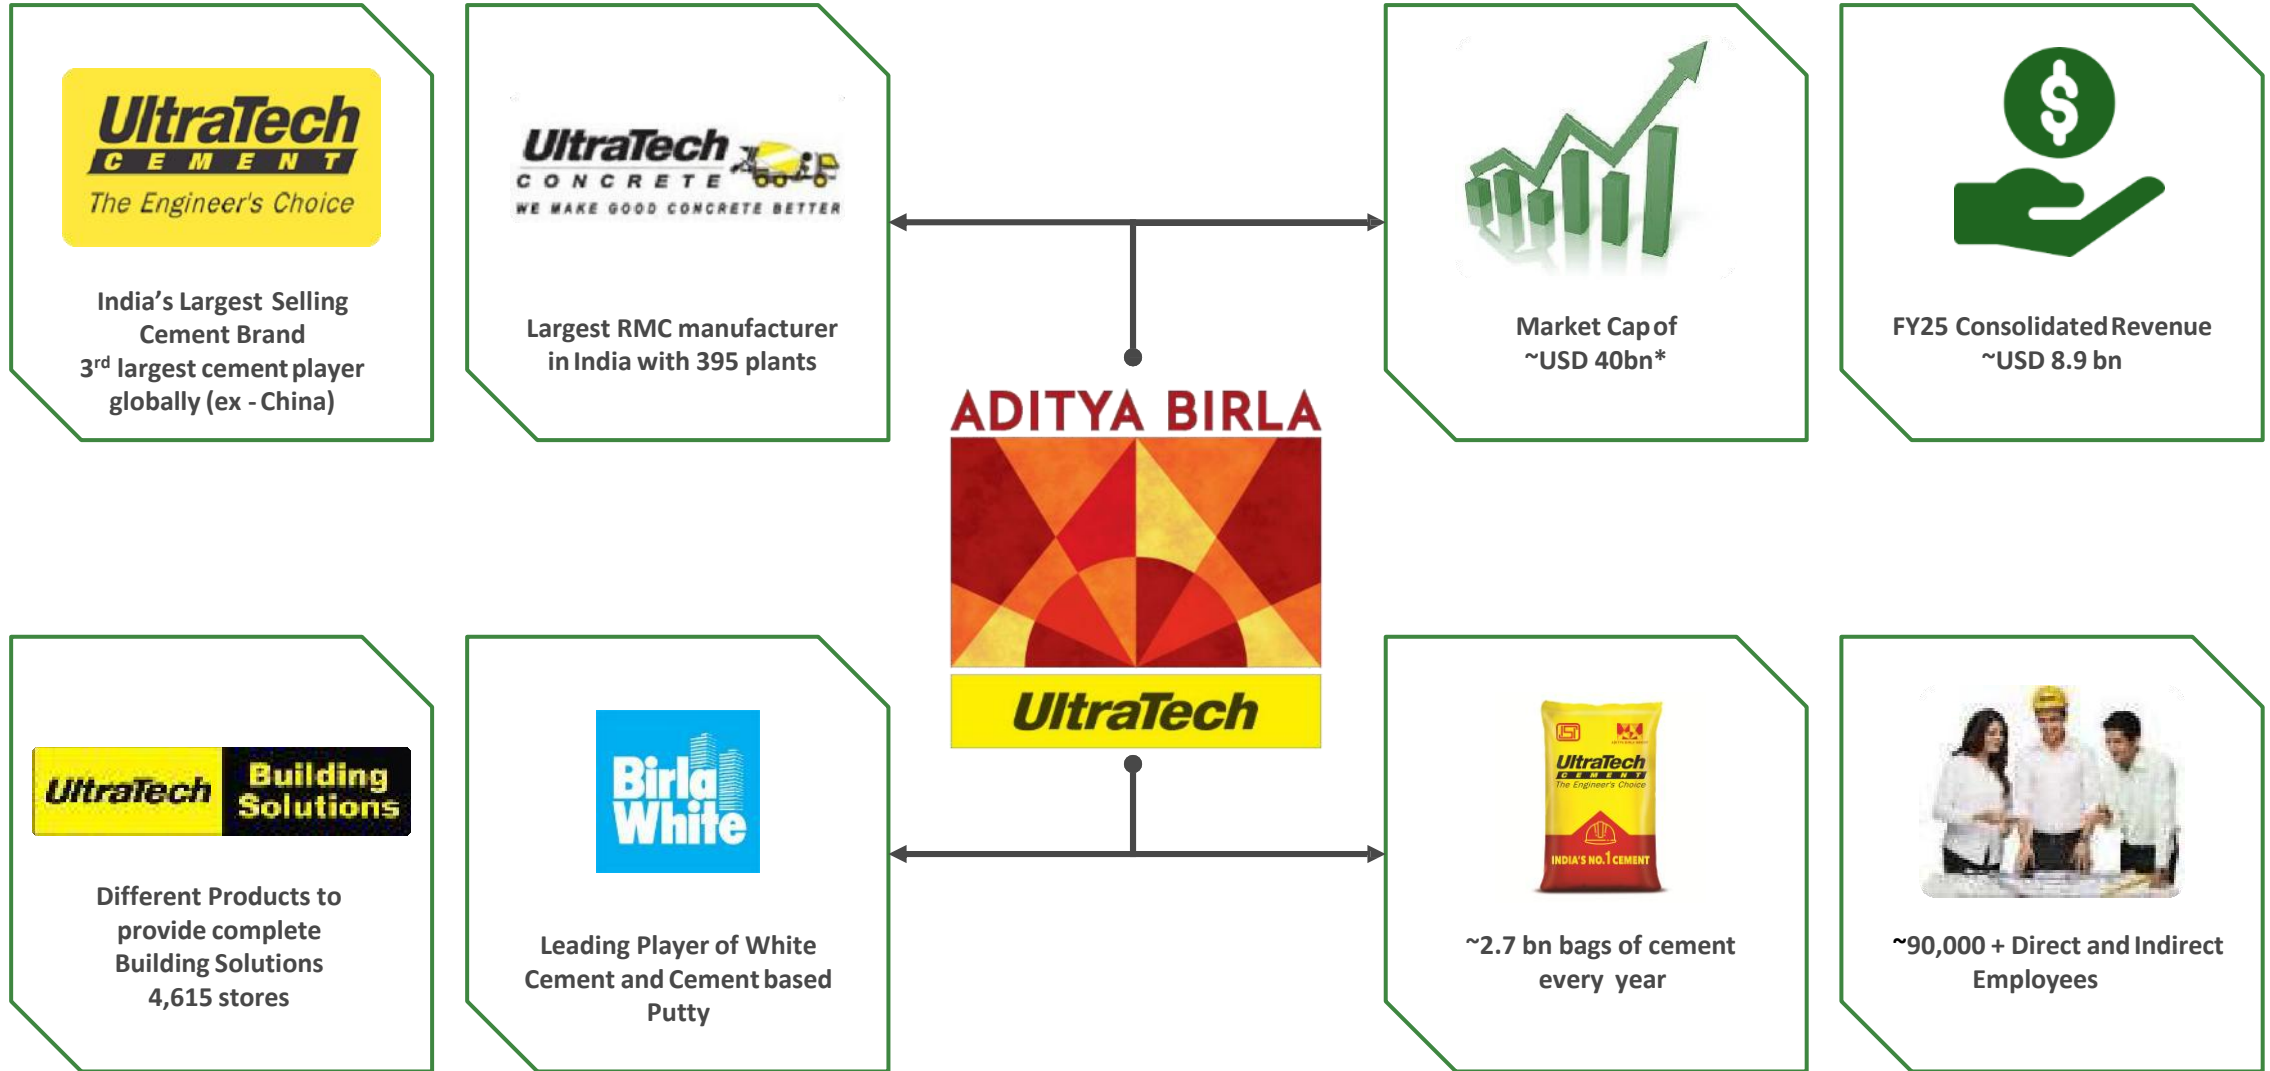 UltraTech
CEMENT
The Engineer's Choice
India’s Largest Selling
Cement Brand
3rd largest cement player
globally (ex - China)
UltraTech
CONCRETE
WE MAKE GOOD CONCRETE BETTER
Largest RMC manufacturer
in India with 395 plants
Market Cap of
~USD 40bn*
FY25 Consolidated Revenue
~USD 8.9 bn
ADITYA BIRLA
UltraTech
UltraTech
Building
Solutions
Different Products to
provide complete
Building Solutions
4,615 stores
Birla
White
Leading Player of White
Cement and Cement based
Putty
ISI
UltraTech
CEMENT
The Engineer's Choice
INDIA'S NO.1 CEMENT
~2.7 bn bags of cement
every year
~90,000 + Direct and Indirect
Employees